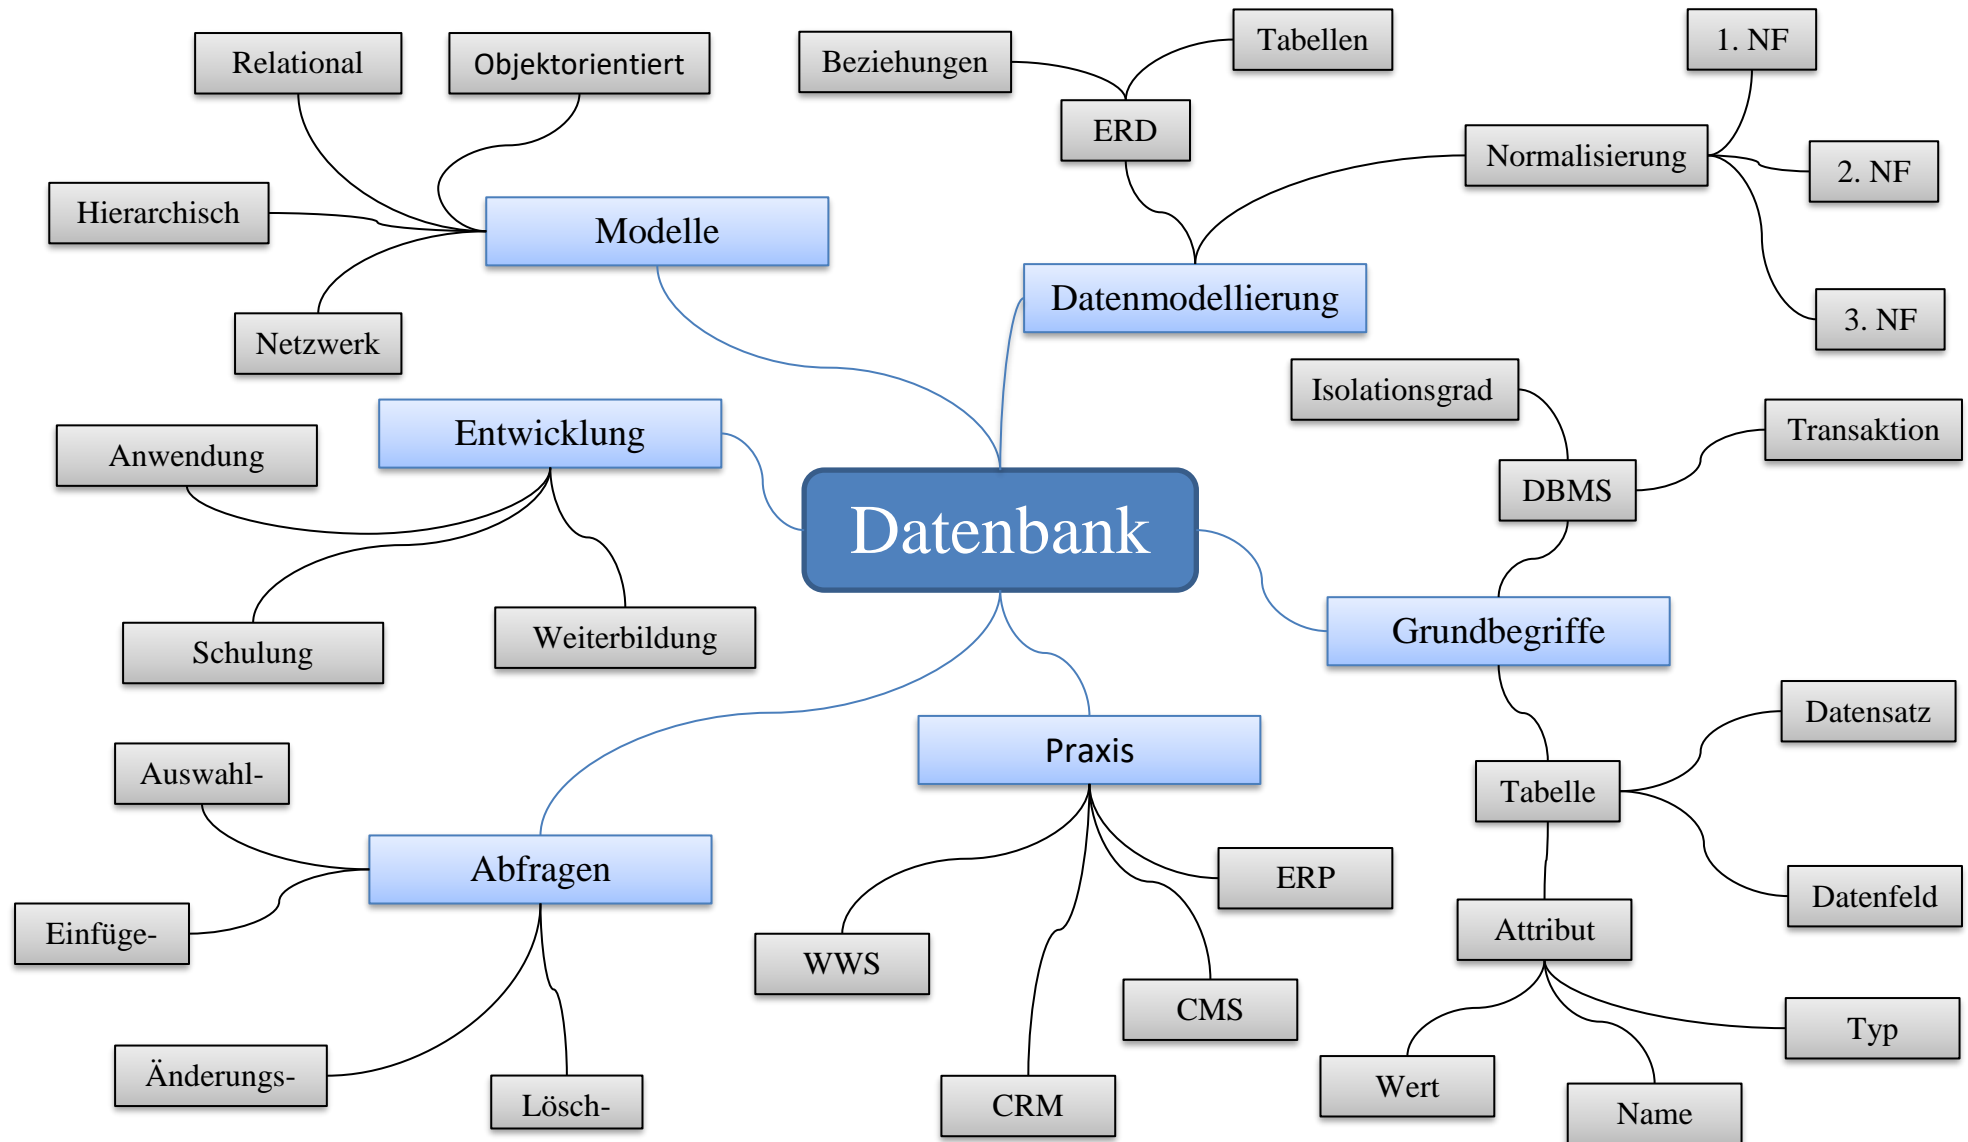 Relational
Objektorientiert
Beziehungen
Tabellen
1. NF
ERD
Normalisierung
2. NF
Hierarchisch
Modelle
Datenmodellierung
3. NF
Netzwerk
Isolationsgrad
Entwicklung
Transaktion
Anwendung
DBMS
Datenbank
Schulung
Weiterbildung
Grundbegriffe
Datensatz
Praxis
Auswahl-
Tabelle
Abfragen
ERP
Datenfeld
Einfüge-
WWS
Attribut
CMS
Typ
Änderungs-
Wert
Lösch-
CRM
Name